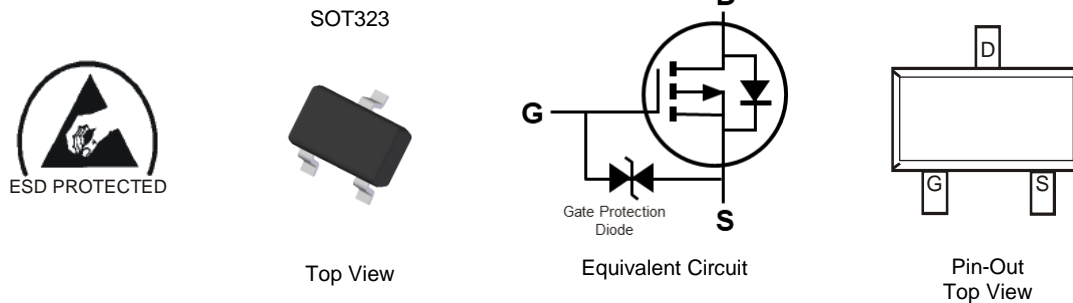 SOT323
ESD PROTECTED
Top View
D
G
Gate Protection
Diode
S
Equivalent Circuit
D
G
S
Pin-Out
Top View